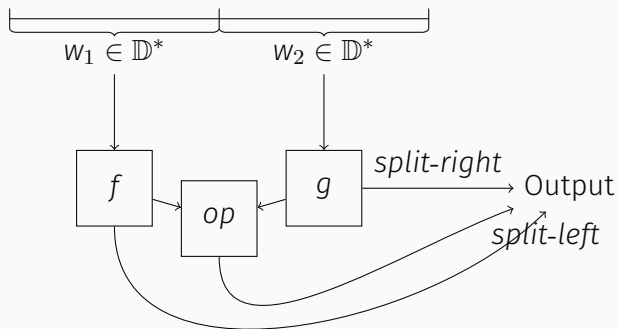 w₁ ∈ 𝔻* w₂ ∈ 𝔻*
split-right
f g Output
op
split-left